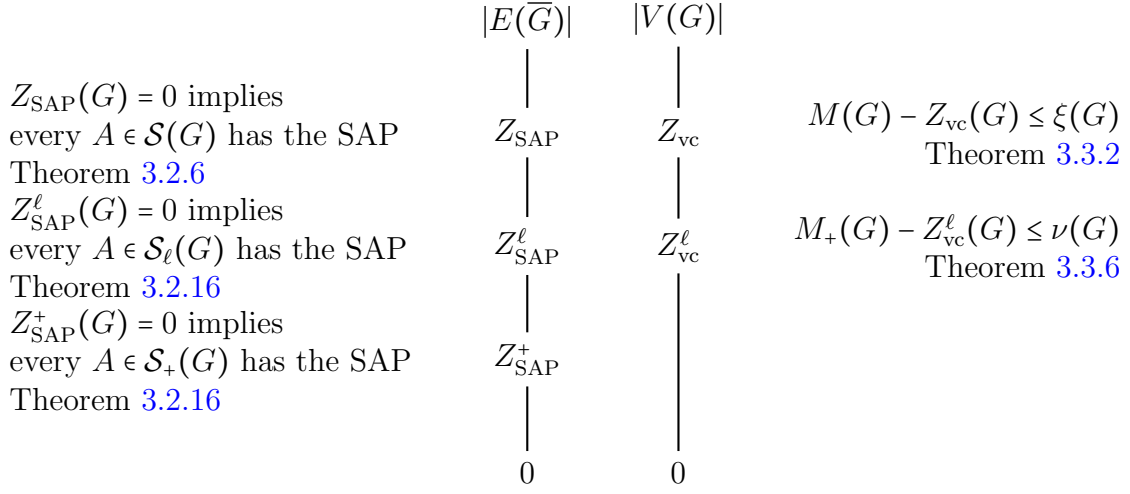 |E(G̅)| |V(G)|
Z_SAP(G) = 0 implies
every A ∈ 𝒮(G) has the SAP
Theorem 3.2.6
Z_SAP
Z_vc
M(G) − Z_vc(G) ≤ ξ(G)
Theorem 3.3.2
Z^ℓ_SAP(G) = 0 implies
every A ∈ 𝒮_ℓ(G) has the SAP
Theorem 3.2.16
Z^ℓ_SAP
Z^ℓ_vc
M_+(G) − Z^ℓ_vc(G) ≤ ν(G)
Theorem 3.3.6
Z^+_SAP(G) = 0 implies
every A ∈ 𝒮_+(G) has the SAP
Theorem 3.2.16
Z^+_SAP
0 0